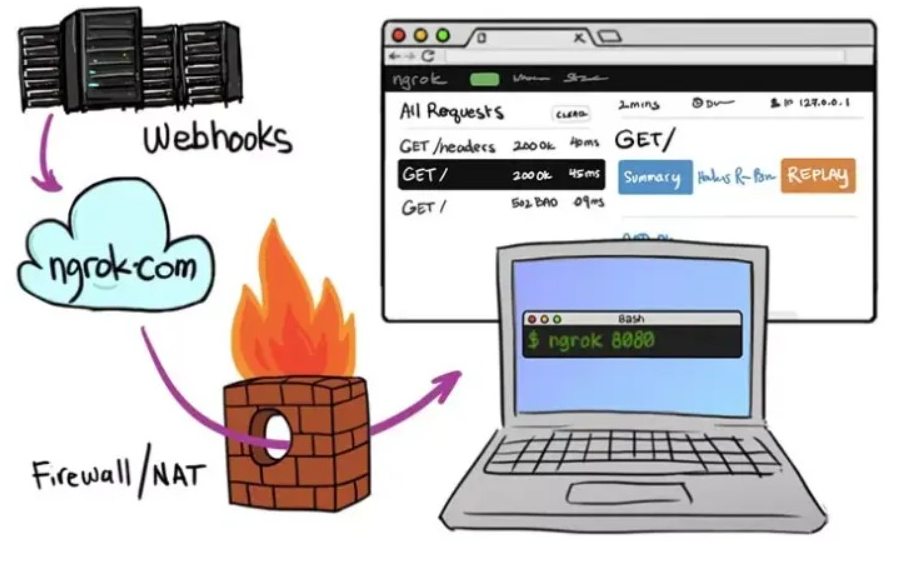 Webhooks
ngrok.com
Firewall/NAT
ngrok
All Requests
CLEAR
GET /headers 200 OK 40ms
GET / 200 OK 45ms
GET / 502 BAD 09ms
2mins
IP 127.0.0.1
GET/
Summary
REPLAY
Bash
$ ngrok 8080